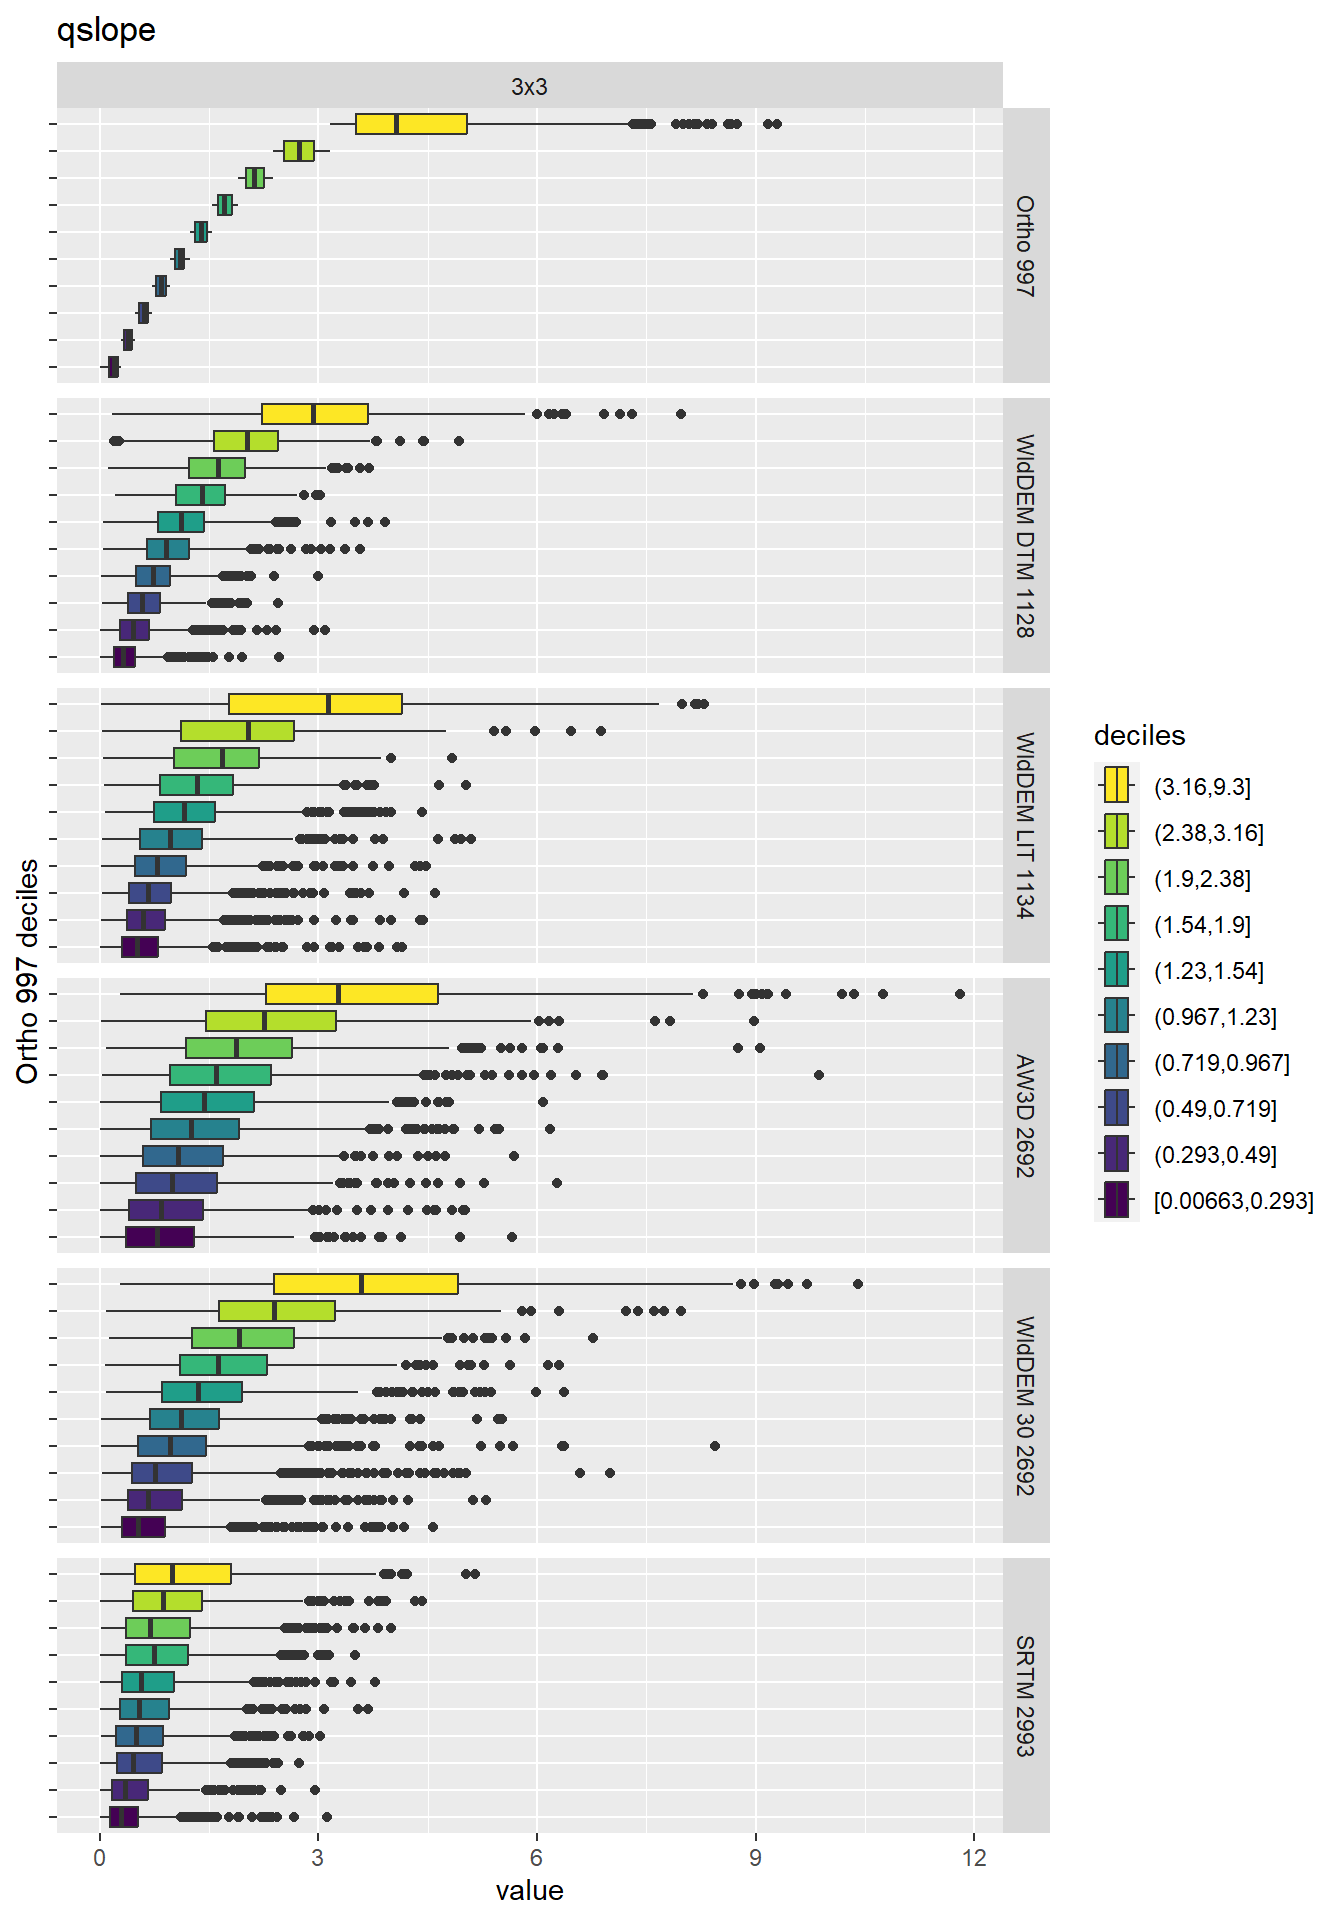 qslope
3x3
Ortho 997
WldDEM DTM 1128
WldDEM LIT 1134
AW3D 2692
WldDEM 30 2692
SRTM 2993
Ortho 997 deciles
0 3 6 9 12
value
deciles
(3.16,9.3]
(2.38,3.16]
(1.9,2.38]
(1.54,1.9]
(1.23,1.54]
(0.967,1.23]
(0.719,0.967]
(0.49,0.719]
(0.293,0.49]
[0.00663,0.293]